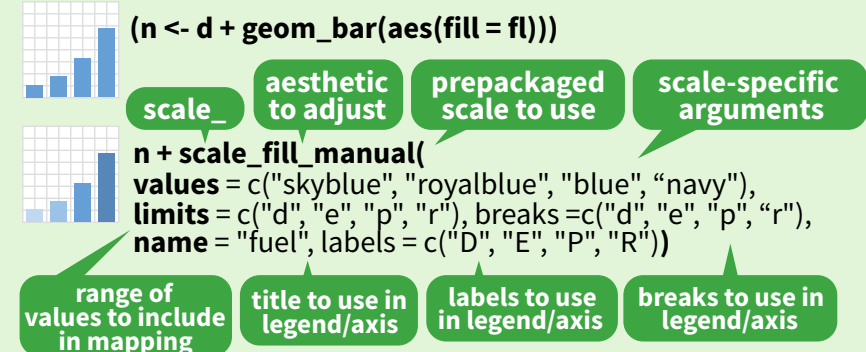 (n <- d + geom_bar(aes(fill = fl)))
scale_
aesthetic
to adjust
prepackaged
scale to use
scale-specific
arguments
n + scale_fill_manual(
values = c("skyblue", "royalblue", "blue", “navy"),
limits = c("d", "e", "p", "r"), breaks =c("d", "e", "p", “r"),
name = "fuel", labels = c("D", "E", "P", "R"))
range of
values to include
in mapping
title to use in
legend/axis
labels to use
in legend/axis
breaks to use in
legend/axis